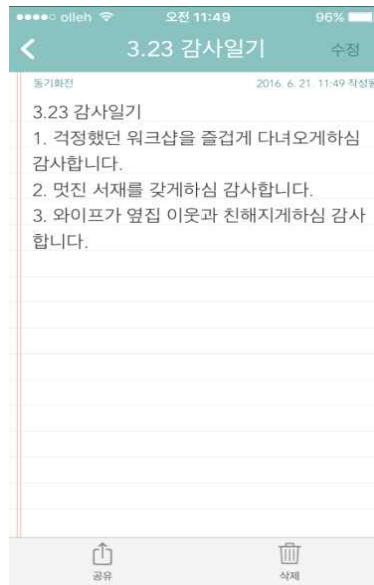 olleh 오전 11:49 96%
3.23 감사일기 수정
동기화전 2016. 6. 21. 11:49 작성됨
3.23 감사일기
1. 걱정했던 워크샵을 즐겁게 다녀오게하심
감사합니다.
2. 멋진 서재를 갖게하심 감사합니다.
3. 와이프가 옆집 이웃과 친해지게하심 감사
합니다.
공유 삭제